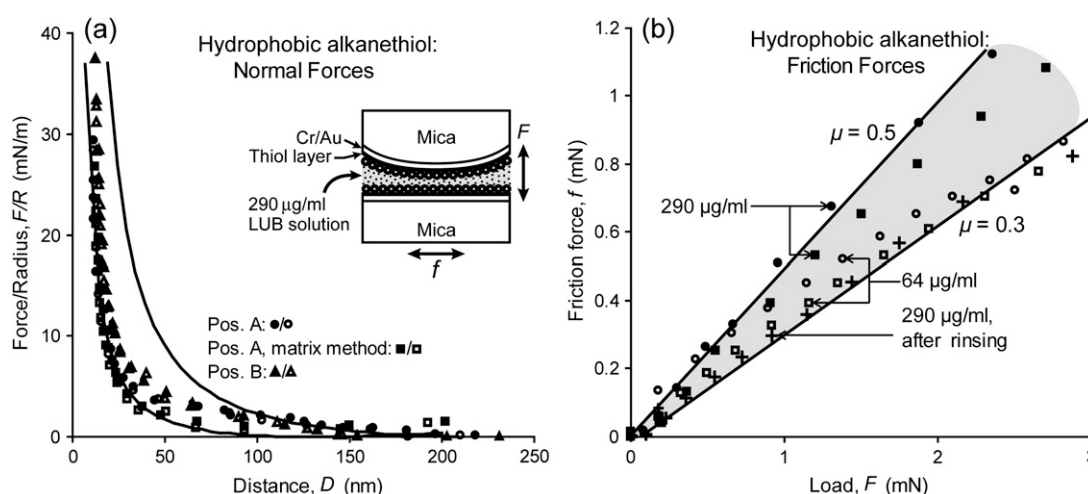 (a)
Hydrophobic alkanethiol:
Normal Forces
Force/Radius, F/R (mN/m)
40
30
20
10
0
Cr/Au
Thiol layer
290 µg/ml
LUB solution
Mica
Mica
F
f
Pos. A: ●/○
Pos. A, matrix method: ■/□
Pos. B: ▲/△
0 50 100 150 200 250
Distance, D (nm)
(b)
Hydrophobic alkanethiol:
Friction Forces
Friction force, f (mN)
1.2
1
0.8
0.6
0.4
0.2
0
µ = 0.5
µ = 0.3
290 µg/ml
64 µg/ml
290 µg/ml,
after rinsing
0 1 2 3
Load, F (mN)